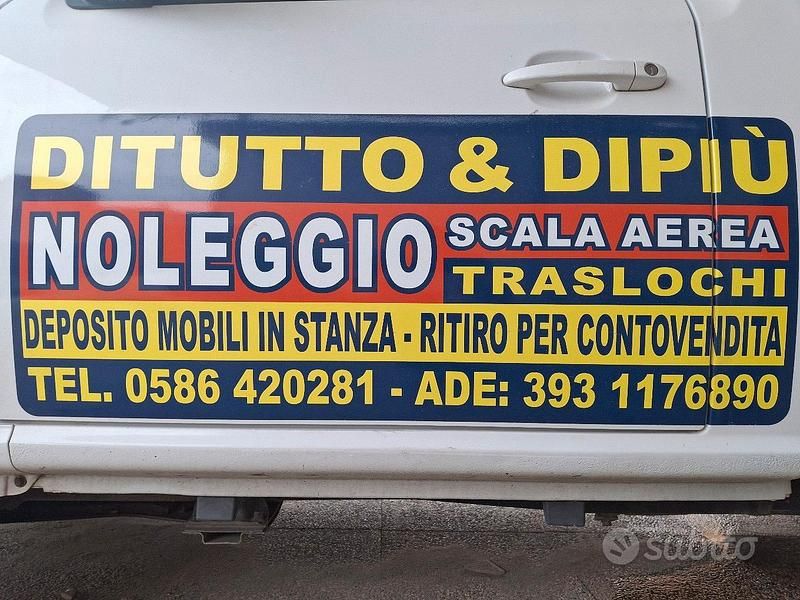 DITUTTO & DIPIÙ
NOLEGGIO SCALA AEREA
TRASLOCHI
DEPOSITO MOBILI IN STANZA - RITIRO PER CONTOVENDITA
TEL. 0586 420281 - ADE: 393 1176890
subito